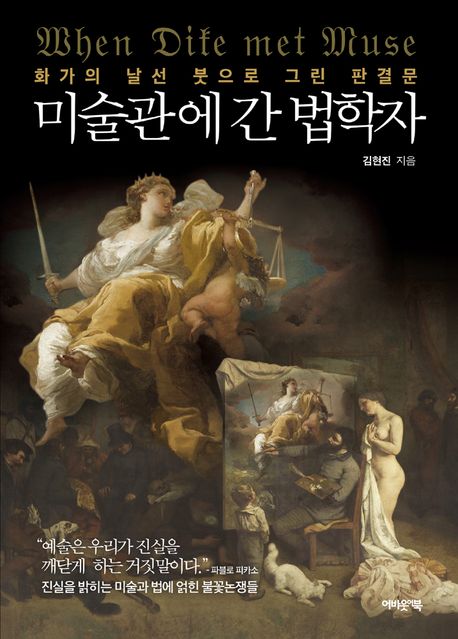 When Dike met Muse
화가의 날선 붓으로 그린 판결문
미술관에 간 법학자
김현진 지음
“예술은 우리가 진실을
깨닫게 하는 거짓말이다.” - 파블로 피카소
진실을 밝히는 미술과 법에 얽힌 불꽃논쟁들
어바웃어북